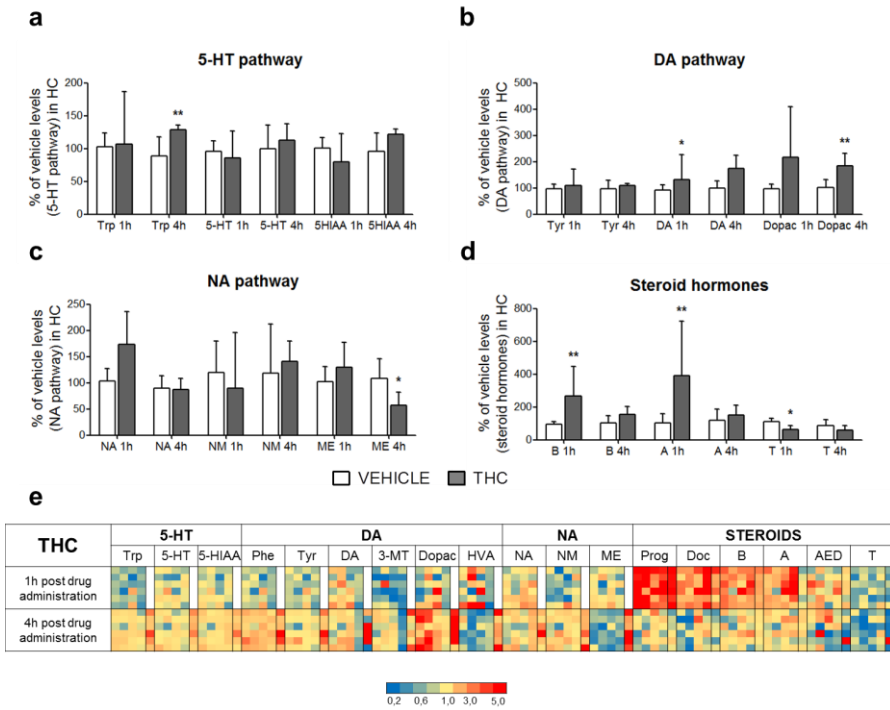 a
5-HT pathway
% of vehicle levels
(5-HT pathway) in HC
200
150
100
50
0
**
Trp 1h Trp 4h 5-HT 1h 5-HT 4h 5HIAA 1h 5HIAA 4h
b
DA pathway
% of vehicle levels
(DA pathway) in HC
500
400
300
200
100
0
* **
Tyr 1h Tyr 4h DA 1h DA 4h Dopac 1h Dopac 4h
c
NA pathway
% of vehicle levels
(NA pathway) in HC
250
200
150
100
50
0
*
NA 1h NA 4h NM 1h NM 4h ME 1h ME 4h
d
Steroid hormones
% of vehicle levels
(steroid hormones) in HC
800
600
400
200
0
** ** *
B 1h B 4h A 1h A 4h T 1h T 4h
VEHICLE THC
e
THC 5-HT DA NA STEROIDS
Trp 5-HT 5-HIAA Phe Tyr DA 3-MT Dopac HVA NA NM ME Prog Doc B A AED T
1h post drug
administration
4h post drug
administration
0,2 0,6 1,0 3,0 5,0